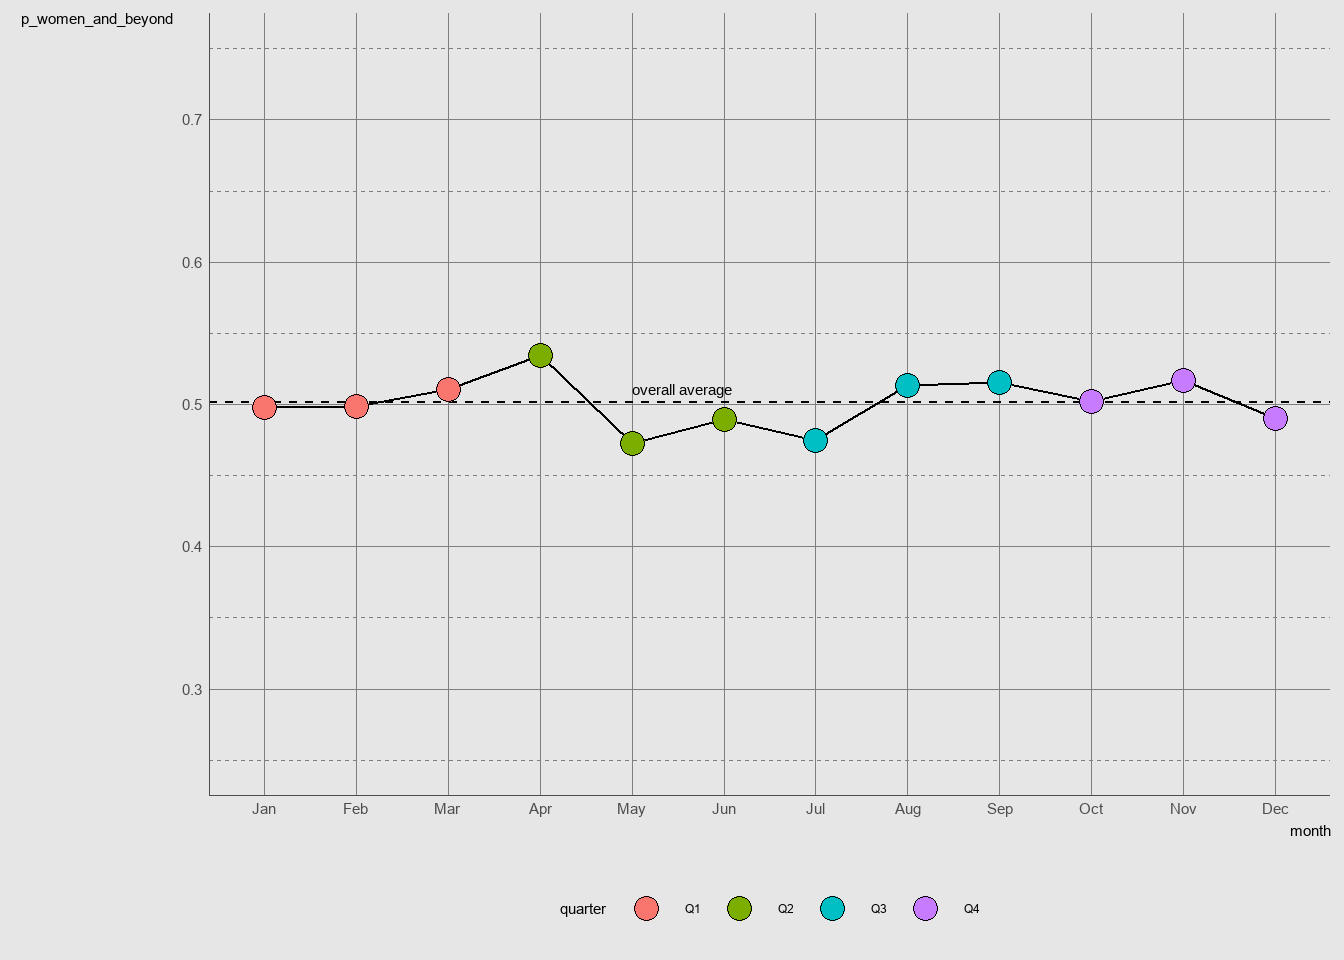 p_women_and_beyond
0.7
0.6
overall average
0.5
0.4
0.3
Jan Feb Mar Apr May Jun Jul Aug Sep Oct Nov Dec
month
quarter Q1 Q2 Q3 Q4